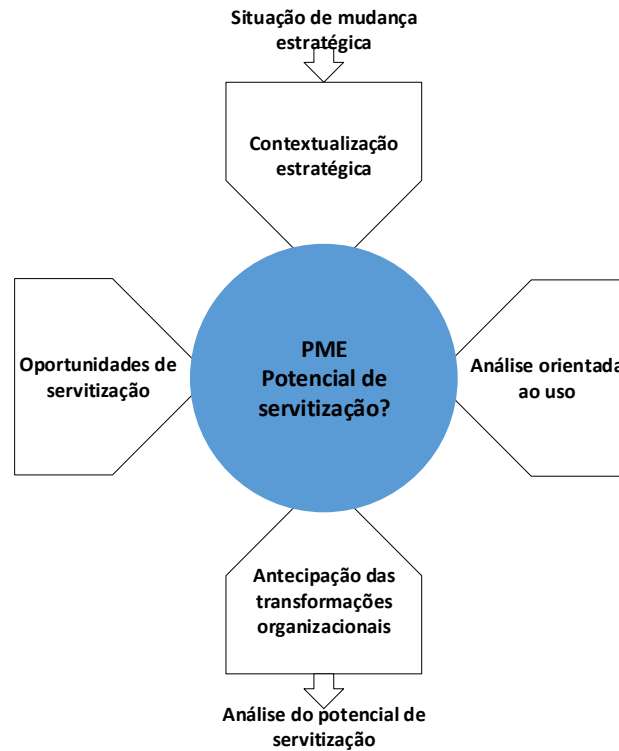 Situação de mudança
estratégica
Contextualização
estratégica
Oportunidades de
servitização
PME
Potencial de
servitização?
Análise orientada
ao uso
Antecipação das
transformações
organizacionais
Análise do potencial de
servitização